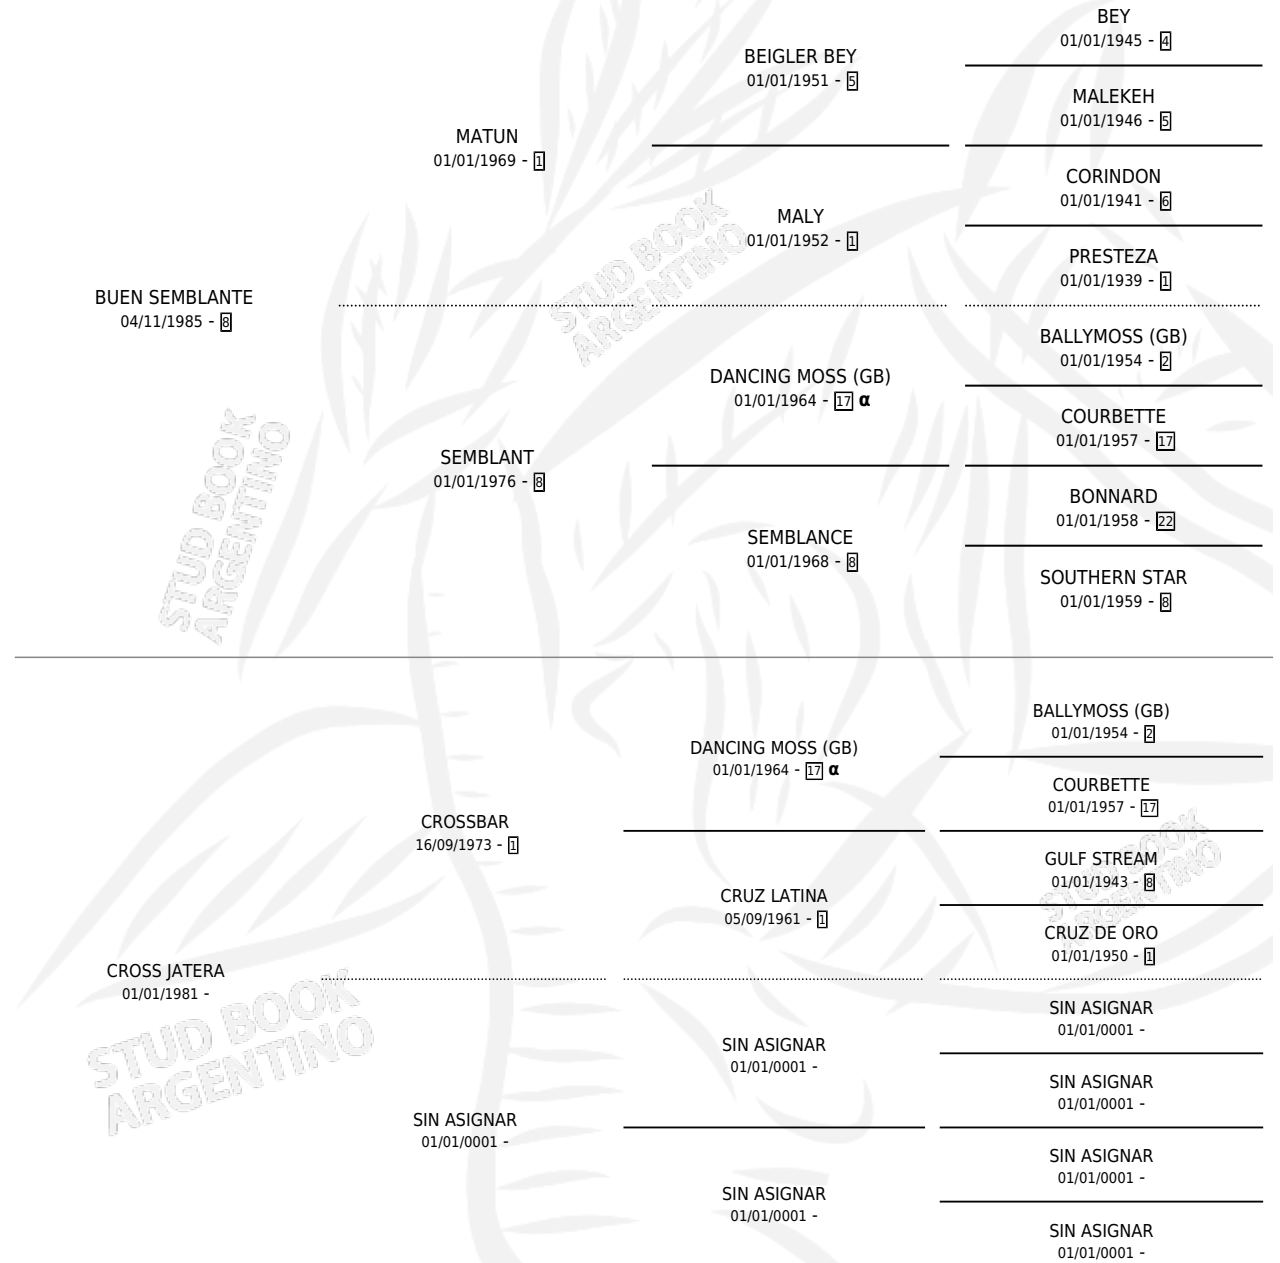 BEY
01/01/1945 - 4
BEIGLER BEY
01/01/1951 - 5
MALEKEH
01/01/1946 - 5
MATUN
01/01/1969 - 1
CORINDON
01/01/1941 - 6
MALY
01/01/1952 - 1
PRESTEZA
01/01/1939 - 1
BUEN SEMBLANTE
04/11/1985 - 8
BALLYMOSS (GB)
01/01/1954 - 2
DANCING MOSS (GB)
01/01/1964 - 17 α
COURBETTE
01/01/1957 - 17
SEMBLANT
01/01/1976 - 8
BONNARD
01/01/1958 - 22
SEMBLANCE
01/01/1968 - 8
SOUTHERN STAR
01/01/1959 - 8
BALLYMOSS (GB)
01/01/1954 - 2
DANCING MOSS (GB)
01/01/1964 - 17 α
COURBETTE
01/01/1957 - 17
CROSSBAR
16/09/1973 - 1
GULF STREAM
01/01/1943 - 8
CRUZ LATINA
05/09/1961 - 1
CRUZ DE ORO
01/01/1950 - 1
CROSS JATERA
01/01/1981 -
SIN ASIGNAR
01/01/0001 -
SIN ASIGNAR
01/01/0001 -
SIN ASIGNAR
01/01/0001 -
SIN ASIGNAR
01/01/0001 -
SIN ASIGNAR
01/01/0001 -
SIN ASIGNAR
01/01/0001 -
SIN ASIGNAR
01/01/0001 -
STUD BOOK
ARGENTINO
STUD BOOK
ARGENTINO
STUD BOOK
ARGENTINO
STUD BOOK
ARGENTINO